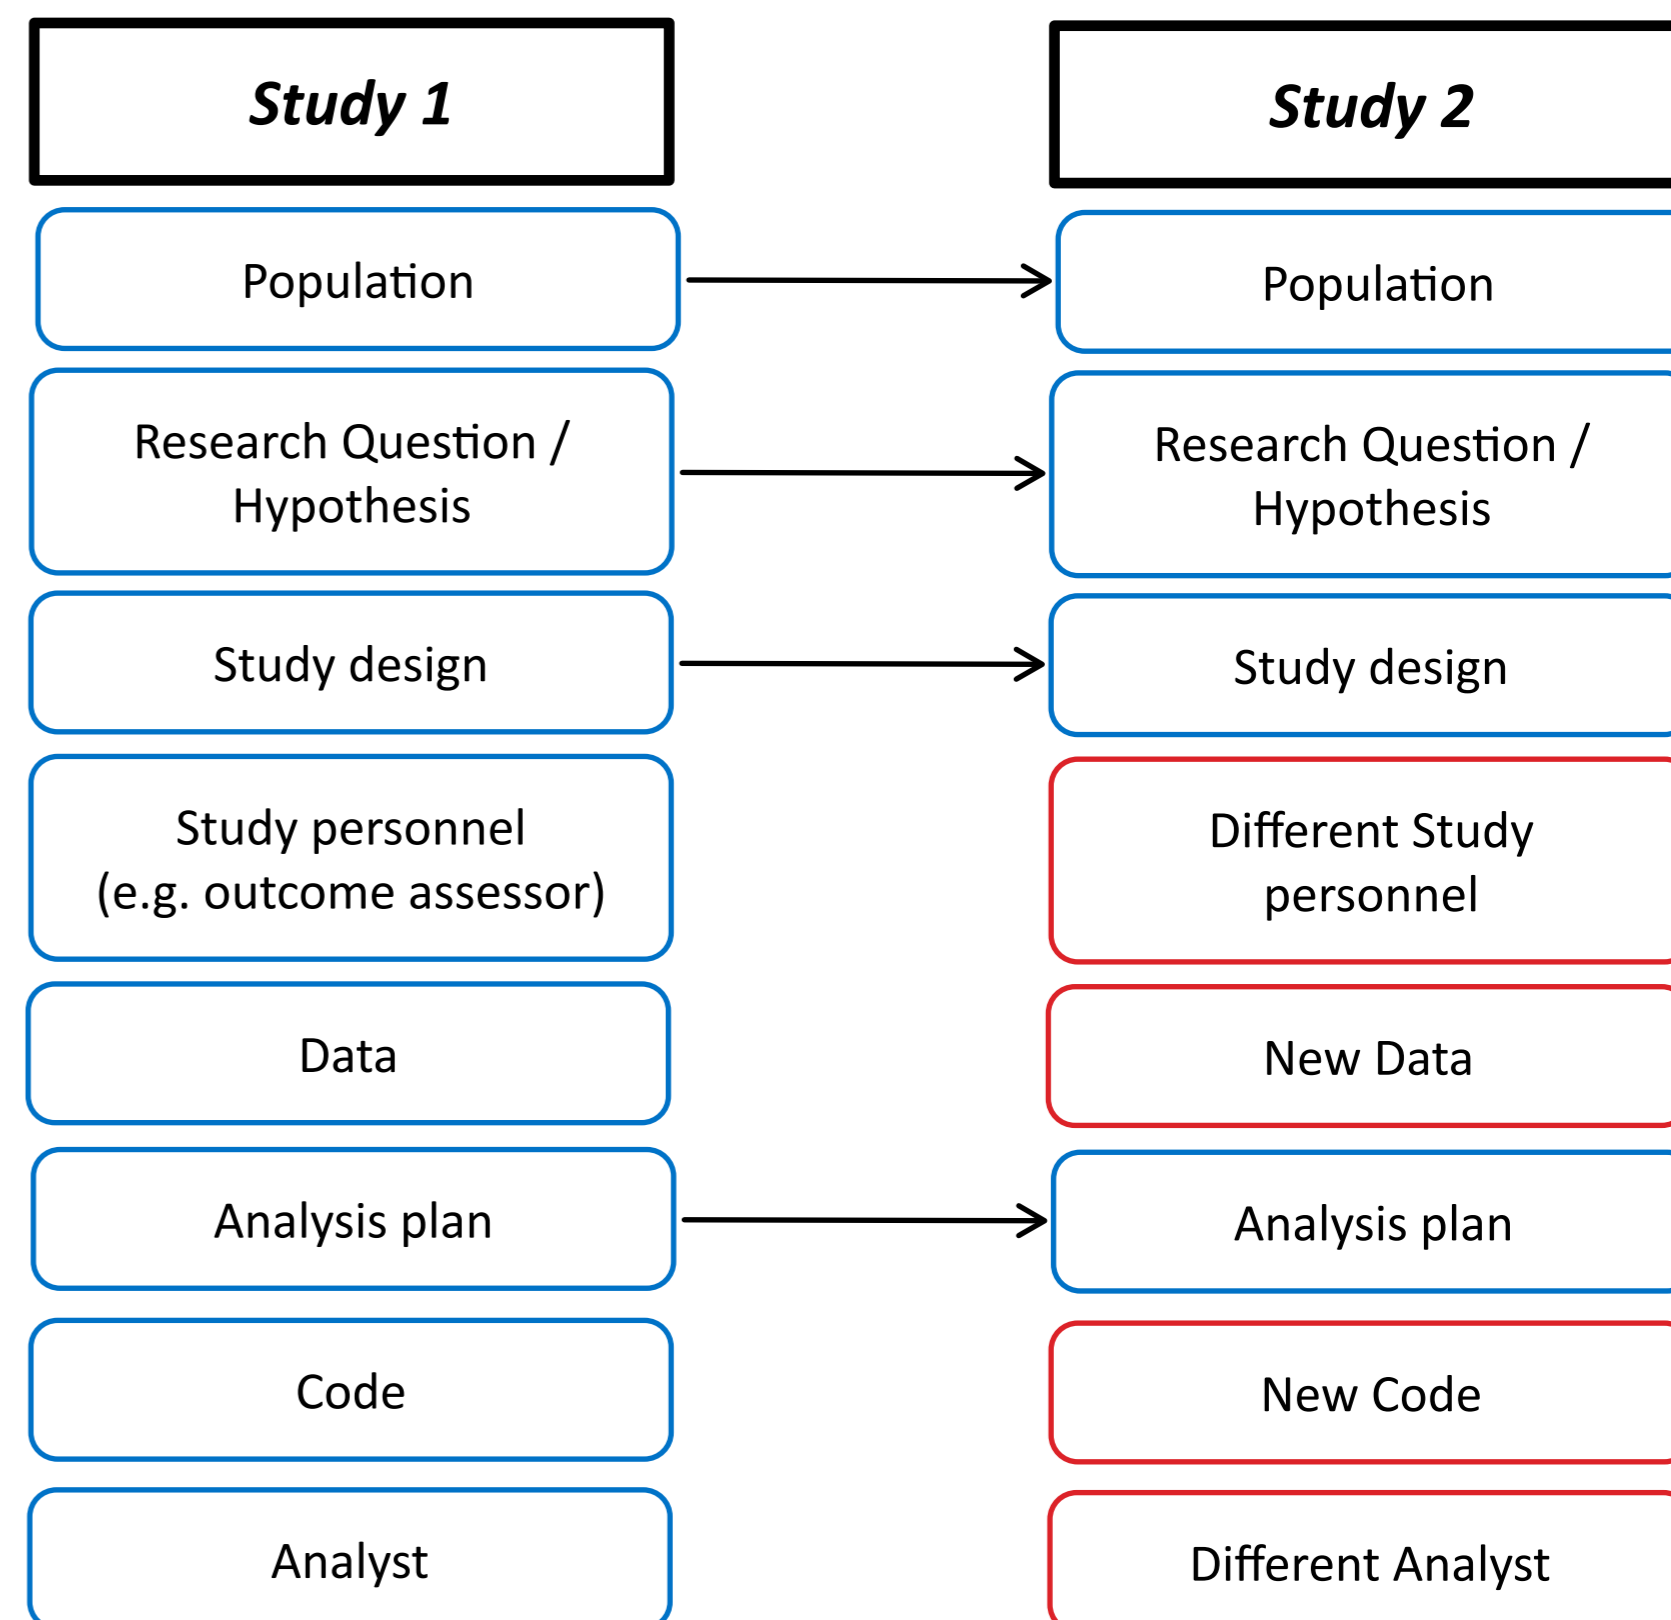 Study 1
Study 2
Population
Population
Research Question /
Hypothesis
Research Question /
Hypothesis
Study design
Study design
Study personnel
(e.g. outcome assessor)
Different Study
personnel
Data
New Data
Analysis plan
Analysis plan
Code
New Code
Analyst
Different Analyst